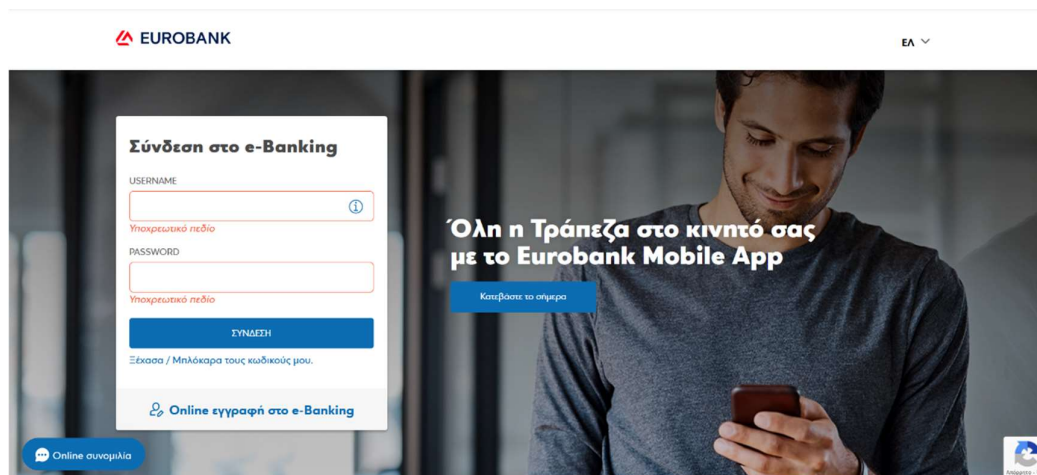 EUROBANK
ΕΛ
Σύνδεση στο e-Banking
USERNAME
Υποχρεωτικό πεδίο
PASSWORD
Υποχρεωτικό πεδίο
ΣΥΝΔΕΣΗ
Ξέχασα / Μπλόκαρα τους κωδικούς μου.
Online εγγραφή στο e-Banking
Όλη η Τράπεζα στο κινητό σας
με το Eurobank Mobile App
Κατεβάστε το σήμερα
Online συνομιλία